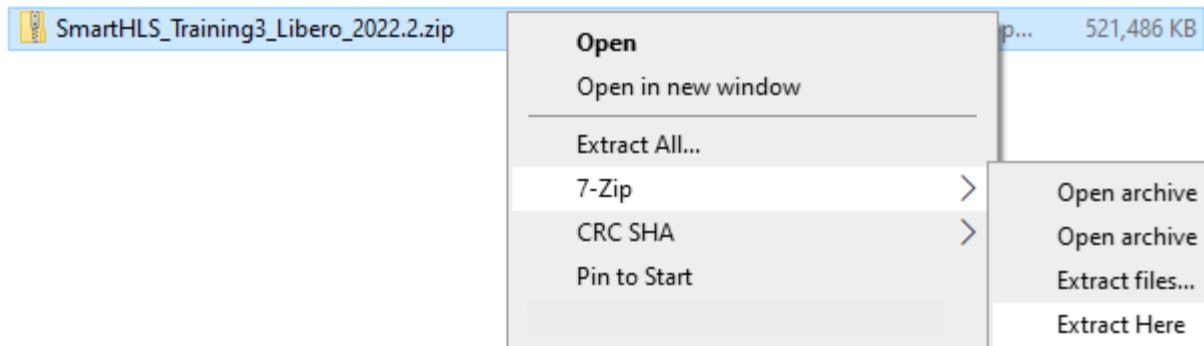 SmartHLS_Training3_Libero_2022.2.zip
p... 521,486 KB
Open
Open in new window
Extract All...
7-Zip
CRC SHA
Pin to Start
Open archive
Open archive
Extract files...
Extract Here